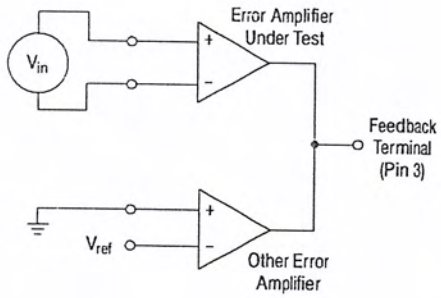 Error Amplifier
Under Test
+
−
V_in
Feedback
Terminal
(Pin 3)
+
V_ref
−
Other Error
Amplifier